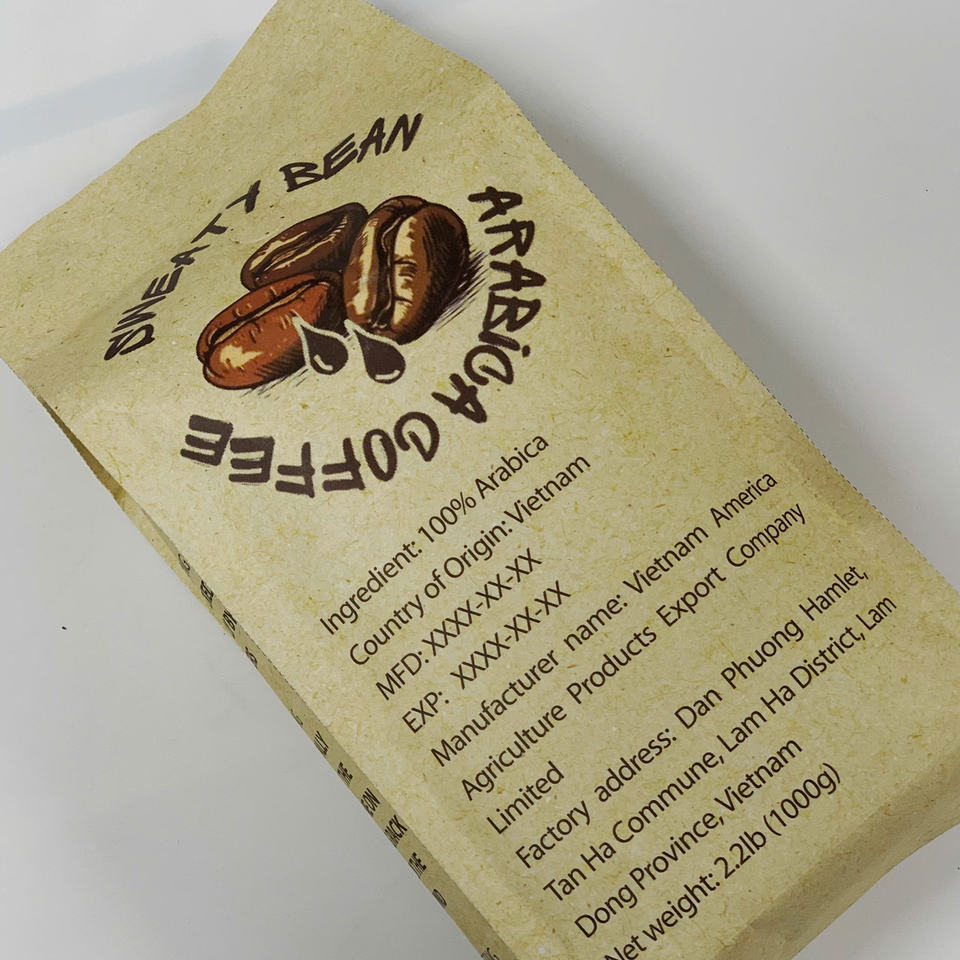 SWEATY BEAN
ARABICA COFFEE
Ingredient: 100% Arabica
Country of Origin: Vietnam
MFD: XXXX-XX-XX
EXP: XXXX-XX-XX
Manufacturer name: Vietnam America
Agriculture Products Export Company
Limited
Factory address: Dan Phuong Hamlet,
Tan Ha Commune, Lam Ha District, Lam
Dong Province, Vietnam
Net weight: 2.2lb (1000g)
THE